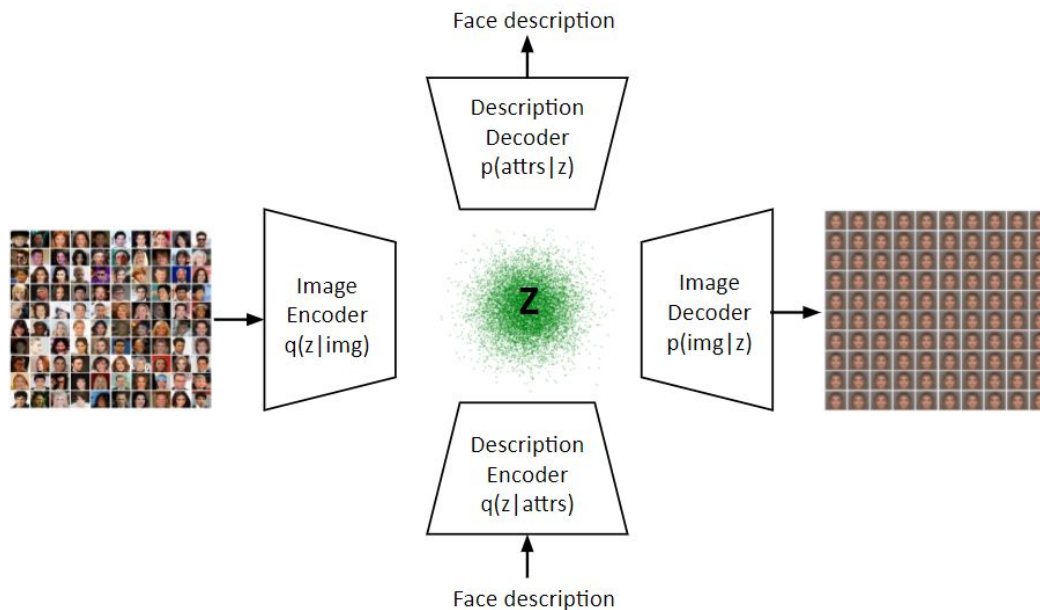 Face description
Description
Decoder
p(attrs|z)
Image
Encoder
q(z|img)
Z
Image
Decoder
p(img|z)
Description
Encoder
q(z|attrs)
Face description